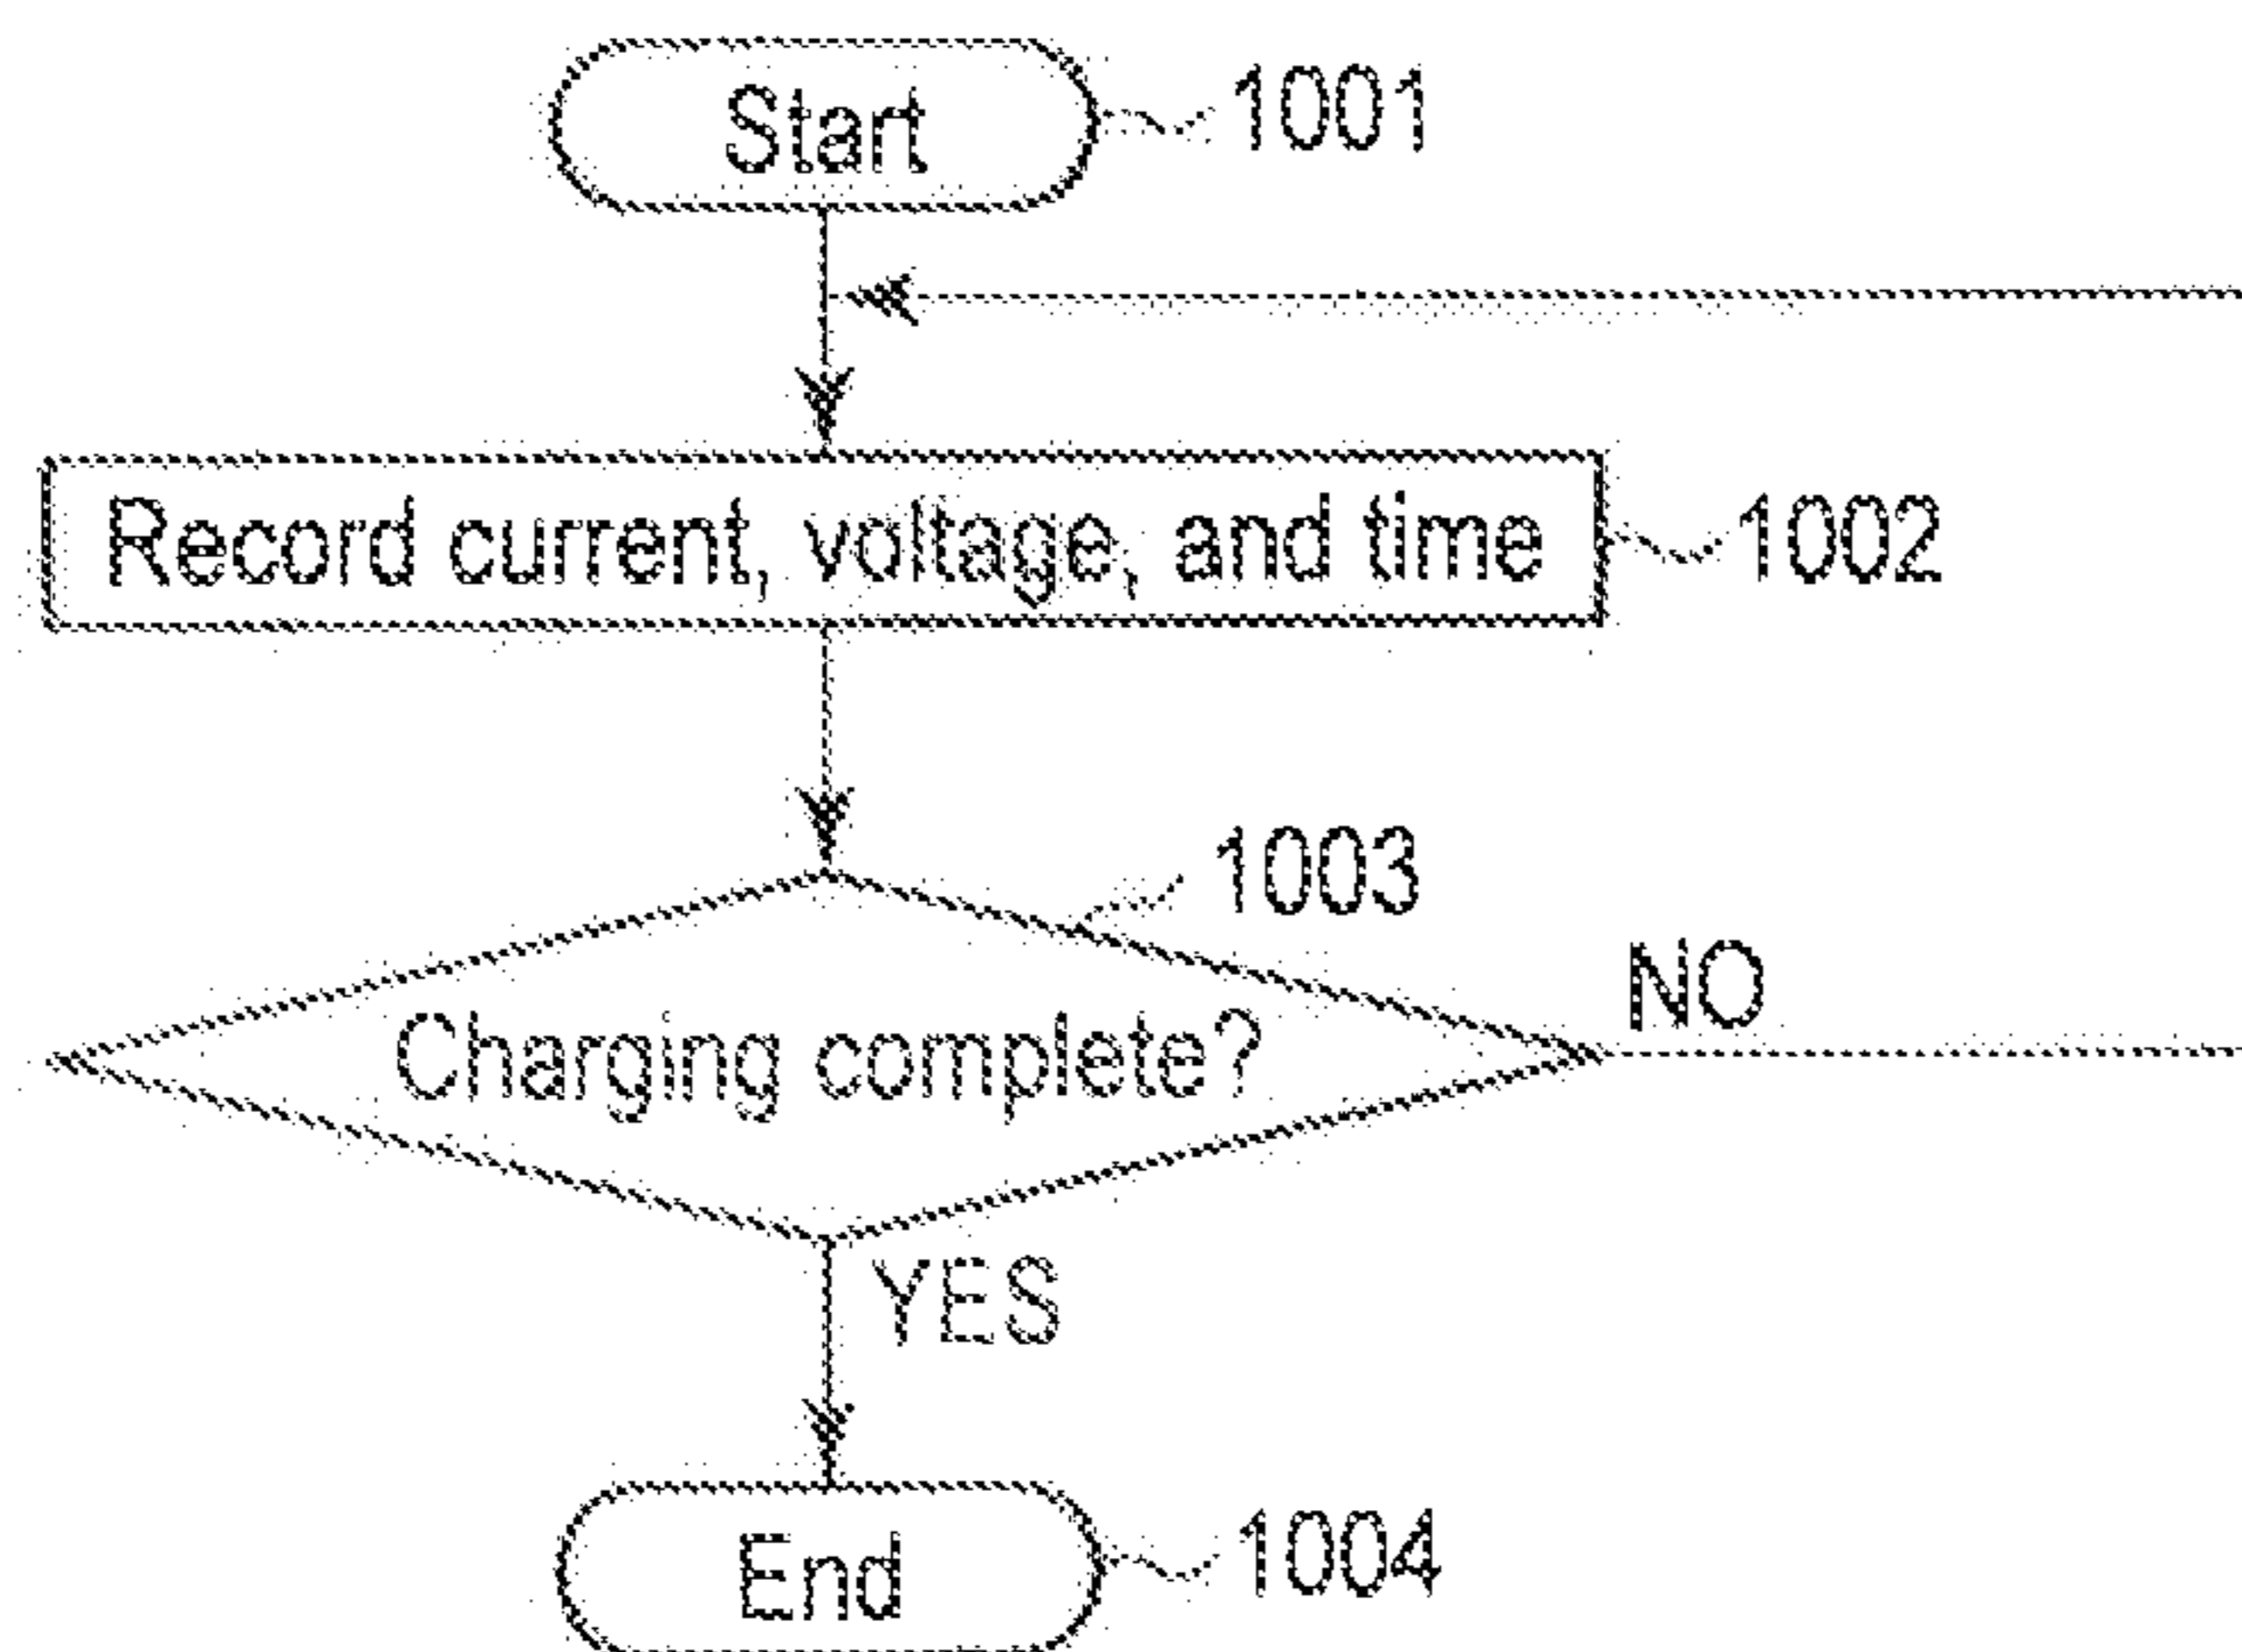 Start 1001
Record current, voltage, and time 1002
1003
NO
Charging complete?
YES
End 1004